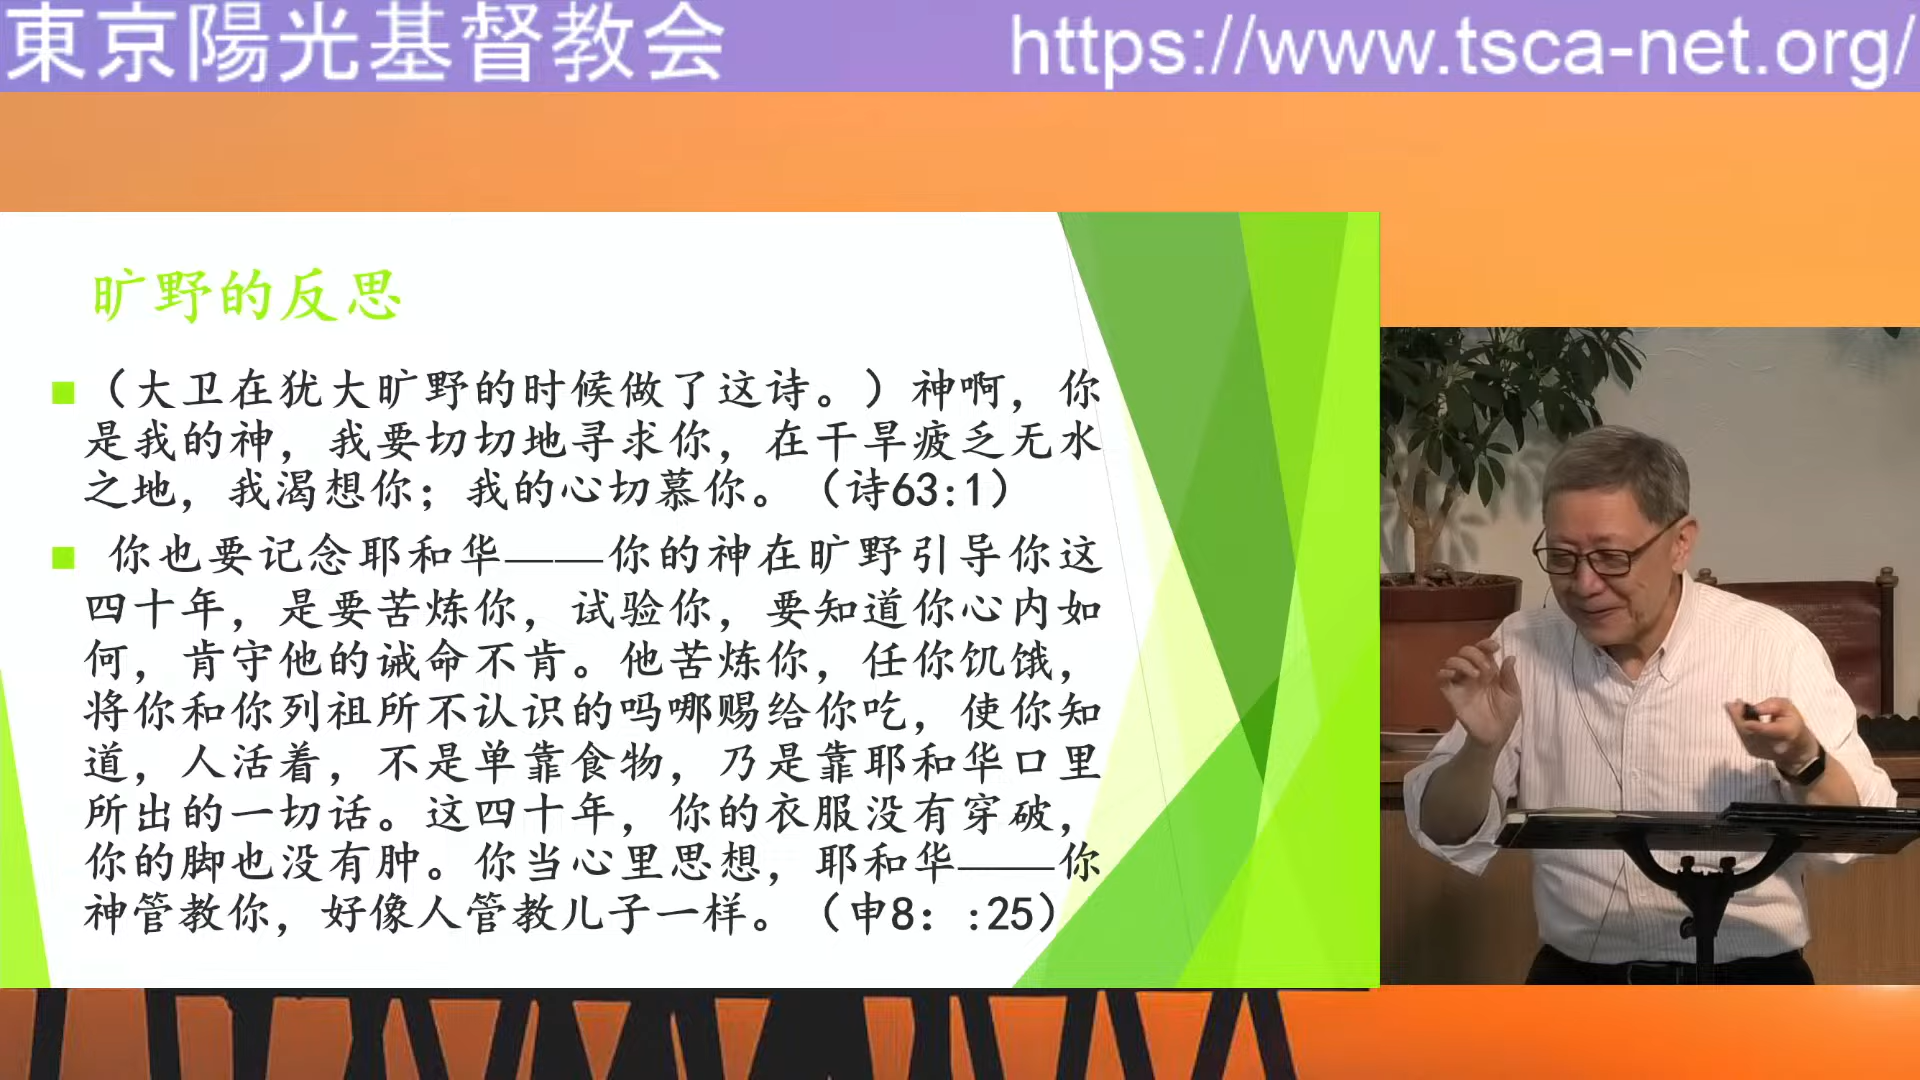 東京陽光基督教会
https://www.tsca-net.org/
旷野的反思
（大卫在犹大旷野的时候做了这诗。）神啊，你
是我的神，我要切切地寻求你，在干旱疲乏无水
之地，我渴想你；我的心切慕你。（诗63:1）
你也要记念耶和华——你的神在旷野引导你这
四十年，是要苦炼你，试验你，要知道你心内如
何，肯守他的诫命不肯。他苦炼你，任你饥饿，
将你和你列祖所不认识的吗哪赐给你吃，使你知
道，人活着，不是单靠食物，乃是靠耶和华口里
所出的一切话。这四十年，你的衣服没有穿破，
你的脚也没有肿。你当心里思想，耶和华——你
神管教你，好像人管教儿子一样。（申8：:25）